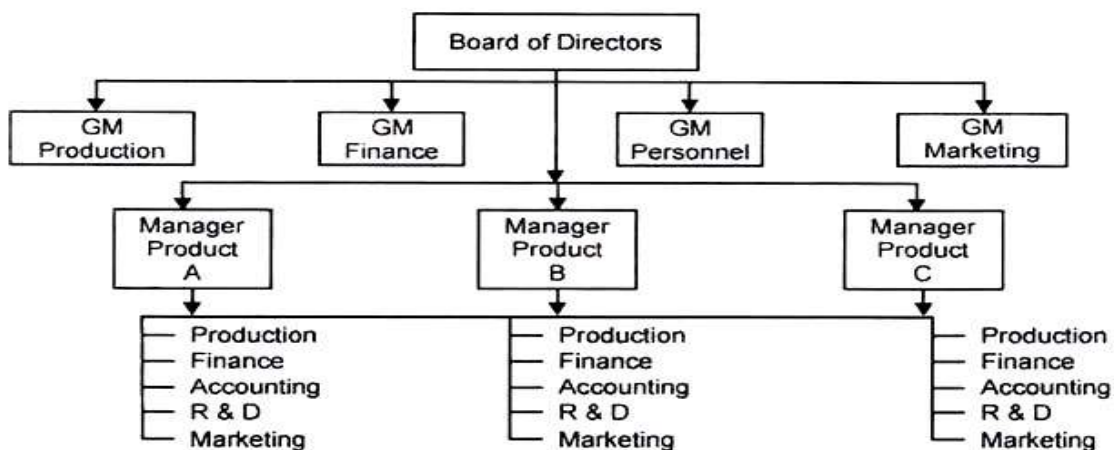 Board of Directors
GM
Production
GM
Finance
GM
Personnel
GM
Marketing
Manager
Product
A
Manager
Product
B
Manager
Product
C
Production
Finance
Accounting
R & D
Marketing
Production
Finance
Accounting
R & D
Marketing
Production
Finance
Accounting
R & D
Marketing